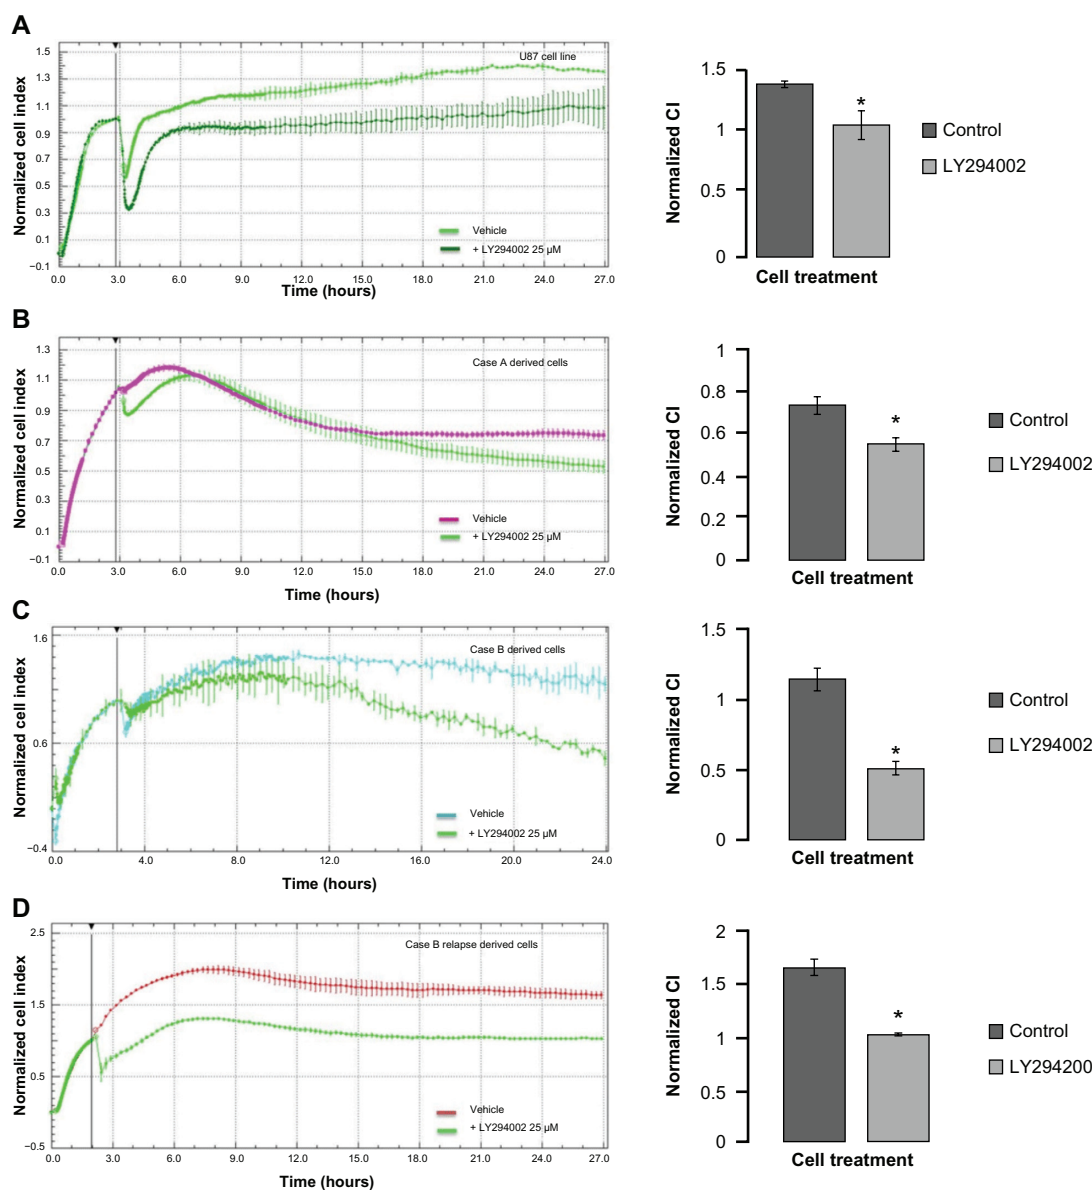 A
Normalized cell index
1.5
1.3
1.1
0.9
0.7
0.5
0.3
0.1
−0.1
U87 cell line
Vehicle
+ LY294002 25 µM
0.0 3.0 6.0 9.0 12.0 15.0 18.0 21.0 24.0 27.0
Time (hours)
Normalized CI
1.5
1
0.5
0
*
Control
LY294002
Cell treatment
B
Normalized cell index
1.3
1.1
0.9
0.7
0.5
0.3
0.1
−0.1
Case A derived cells
Vehicle
+ LY294002 25 µM
0.0 3.0 6.0 9.0 12.0 15.0 18.0 21.0 24.0 27.0
Time (hours)
Normalized CI
1
0.8
0.6
0.4
0.2
0
*
Control
LY294002
Cell treatment
C
Normalized cell index
1.6
0.6
−0.4
Case B derived cells
Vehicle
+ LY294002 25 µM
0.0 4.0 8.0 12.0 16.0 20.0 24.0
Time (hours)
Normalized CI
1.5
1
0.5
0
*
Control
LY294002
Cell treatment
D
Normalized cell index
2.5
1.5
0.5
−0.5
Case B relapse derived cells
Vehicle
+ LY294002 25 µM
0.0 3.0 6.0 9.0 12.0 15.0 18.0 21.0 24.0 27.0
Time (hours)
Normalized CI
2
1.5
1
0.5
0
*
Control
LY294200
Cell treatment